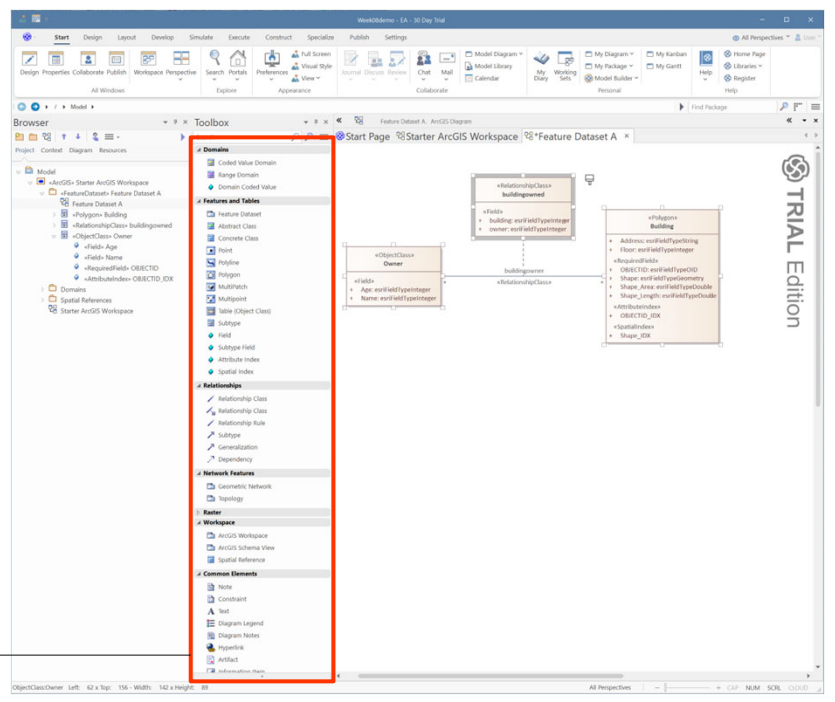 Week06demo - EA - 30 Day Trial
Start Design Layout Develop Simulate Execute Construct Specialize Publish Settings
All Perspectives User
Design Properties Collaborate Publish Workspace Perspective
Search Portals
Preferences
Full Screen
Visual Style
View
Journal Discuss Review Chat Mail
Model Diagram
Model Library
Calendar
My Diary Working Sets
My Diagram
My Package
Model Builder
My Kanban
My Gantt
Help
Home Page
Libraries
Register
All Windows Explore Appearance Collaborate Personal Help
/ Model
Find Package
Browser
Project Context Diagram Resources
Model
«ArcGIS» Starter ArcGIS Workspace
«FeatureDataset» Feature Dataset A
Feature Dataset A
«Polygon» Building
«RelationshipClass» buildingowned
«ObjectClass» Owner
«Field» Age
«Field» Name
«RequiredField» OBJECTID
«AttributeIndex» OBJECTID_IDX
Domains
Spatial References
Starter ArcGIS Workspace
Toolbox
Domains
Coded Value Domain
Range Domain
Domain Coded Value
Features and Tables
Feature Dataset
Abstract Class
Concrete Class
Point
Polyline
Polygon
MultiPatch
Multipoint
Table (Object Class)
Subtype
Field
Subtype Field
Attribute Index
Spatial Index
Relationships
Relationship Class
Relationship Class
Relationship Rule
Subtype
Generalization
Dependency
Network Features
Geometric Network
Topology
Raster
Workspace
ArcGIS Workspace
ArcGIS Schema View
Spatial Reference
Common Elements
Note
Constraint
Text
Diagram Legend
Diagram Notes
Hyperlink
Artifact
Information Item
Feature Dataset A. ArcGIS Diagram
Start Page Starter ArcGIS Workspace *Feature Dataset A ×
«RelationshipClass»
buildingowned
«Field»
+ building: esriFieldTypeInteger
+ owner: esriFieldTypeInteger
«ObjectClass»
Owner
«Field»
+ Age: esriFieldTypeInteger
+ Name: esriFieldTypeInteger
buildingowner
«RelationshipClass»
«Polygon»
Building
+ Address: esriFieldTypeString
+ Floor: esriFieldTypeInteger
«RequiredField»
+ OBJECTID: esriFieldTypeOID
+ Shape: esriFieldTypeGeometry
+ Shape_Area: esriFieldTypeDouble
+ Shape_Length: esriFieldTypeDouble
«AttributeIndex»
+ OBJECTID_IDX
«SpatialIndex»
+ Shape_IDX
TRIAL Edition
ObjectClass:Owner Left: 62 x Top: 156 - Width: 142 x Height: 89
All Perspectives
CAP NUM SCRL CLOUD